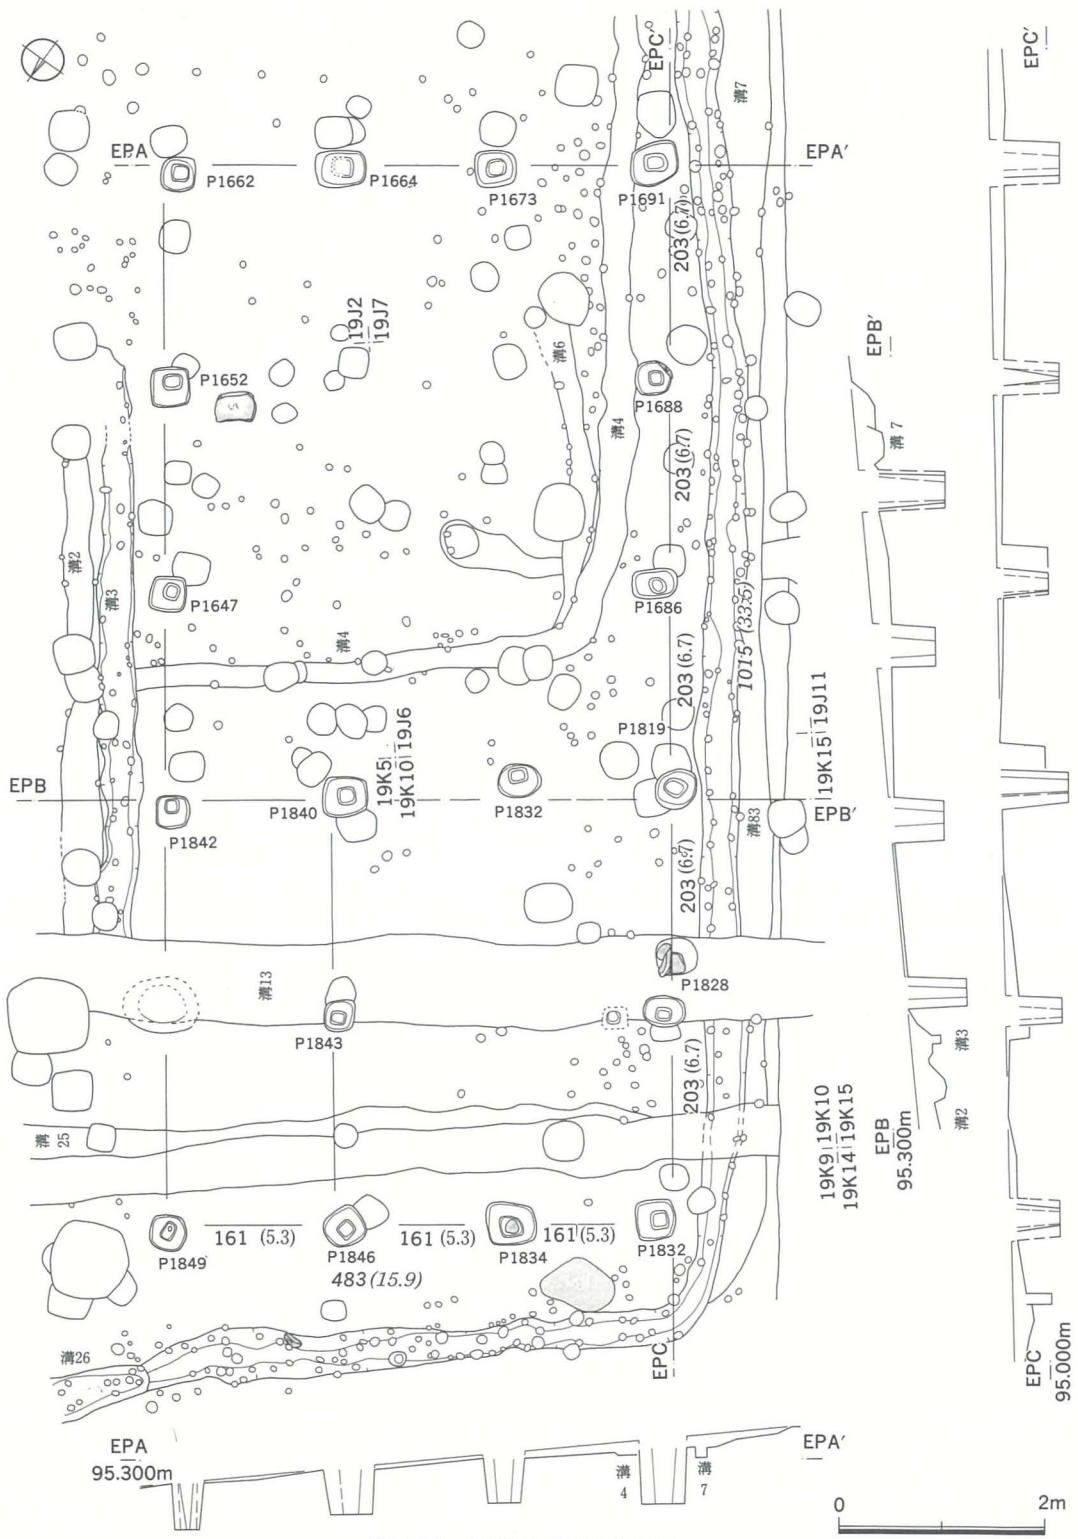 EPC'
EPC'
溝7
EPA
EPA'
P1662
P1664
P1673
P1691
203 (6.7)
19J2
19J7
溝6
EPB'
P1652
P1688
溝4
溝7
203 (6.7)
溝2
溝3
P1647
P1686
溝4
203 (6.7)
1015 (33.5)
P1819
19K5 19J6
19K10
19K15 19J11
EPB
P1840
P1832
EPB'
P1842
溝83
203 (6.7)
溝13
P1828
P1843
溝3
203 (6.7)
溝2
溝25
19K9 19K10
19K14 19K15
EPB
95.300m
161 (5.3)
161 (5.3)
161 (5.3)
P1849
P1846
P1834
P1832
483 (15.9)
溝26
EPC
EPC
95.000m
EPA
95.300m
EPA'
溝4
溝7
0
2m